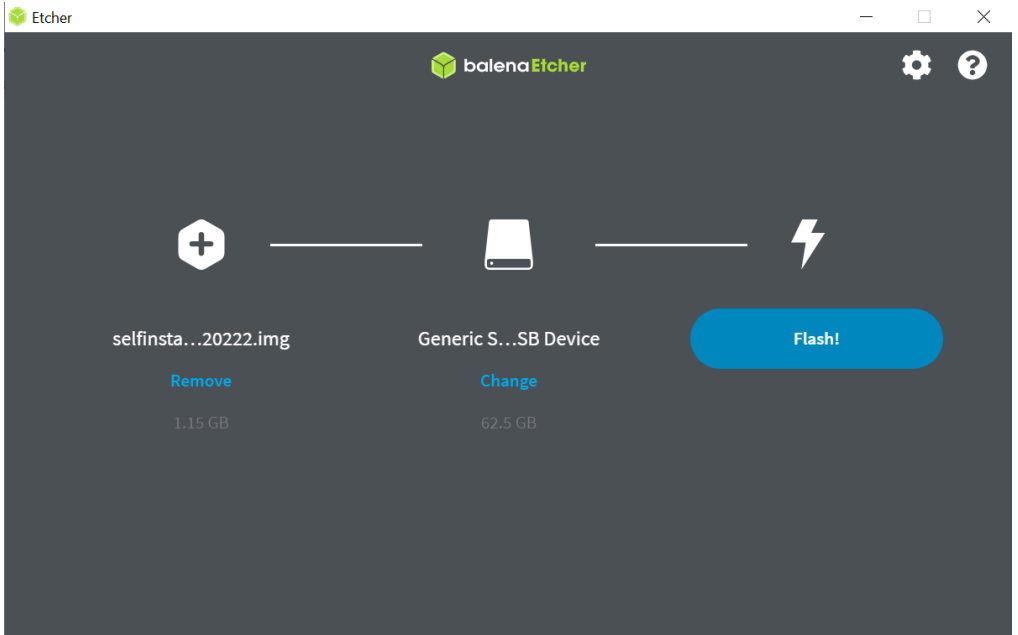 Etcher
balenaEtcher
selfinsta...20222.img
Generic S...SB Device
Flash!
Remove
Change
1.15 GB
62.5 GB